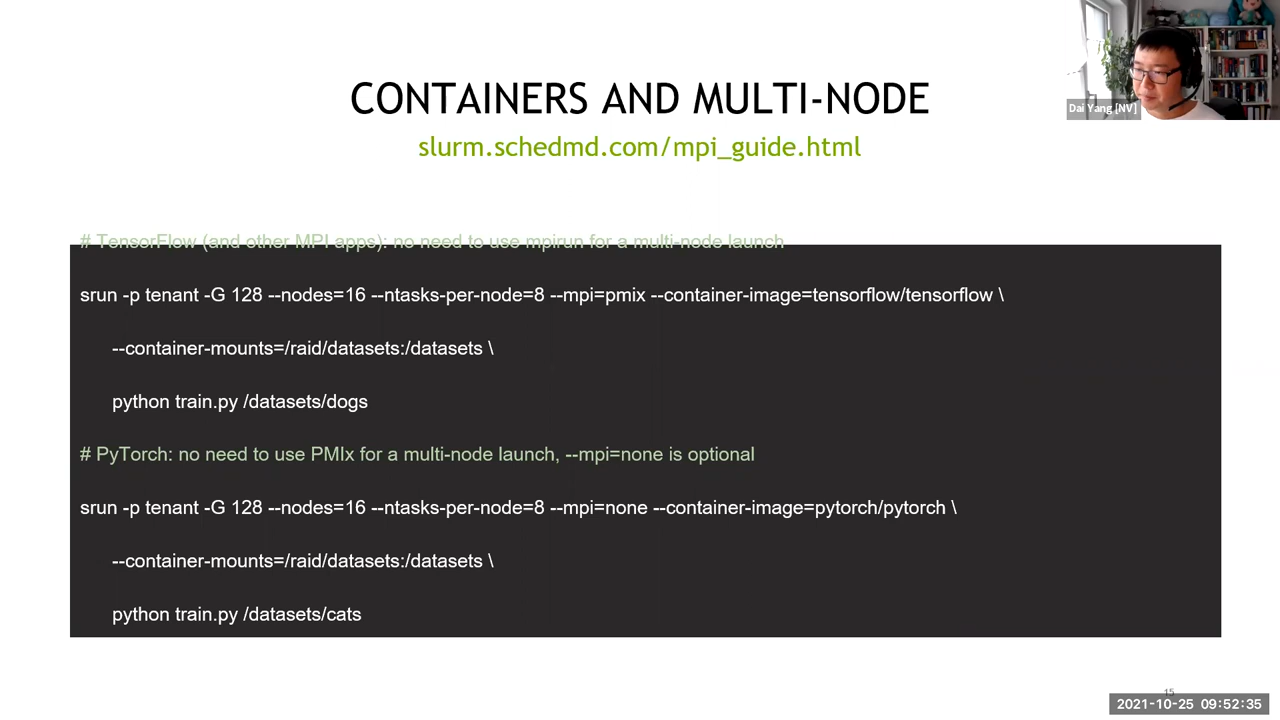 CONTAINERS AND MULTI-NODE
slurm.schedmd.com/mpi_guide.html
Dai Yang [NV]
# TensorFlow (and other MPI apps): no need to use mpirun for a multi-node launch
srun -p tenant -G 128 --nodes=16 --ntasks-per-node=8 --mpi=pmix --container-image=tensorflow/tensorflow \
--container-mounts=/raid/datasets:/datasets \
python train.py /datasets/dogs
# PyTorch: no need to use PMIx for a multi-node launch, --mpi=none is optional
srun -p tenant -G 128 --nodes=16 --ntasks-per-node=8 --mpi=none --container-image=pytorch/pytorch \
--container-mounts=/raid/datasets:/datasets \
python train.py /datasets/cats
15
2021-10-25 09:52:35